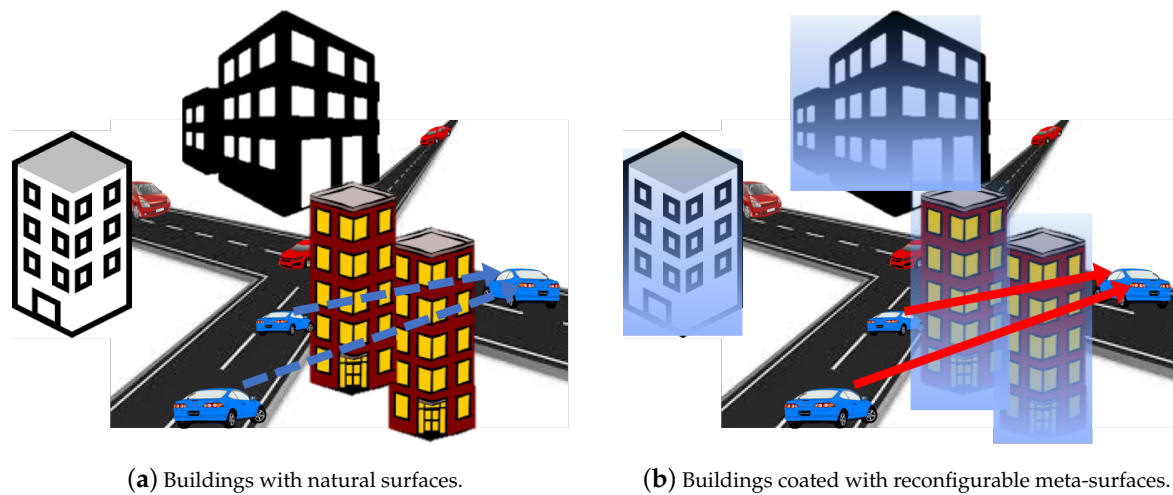 (a) Buildings with natural surfaces.
(b) Buildings coated with reconfigurable meta-surfaces.